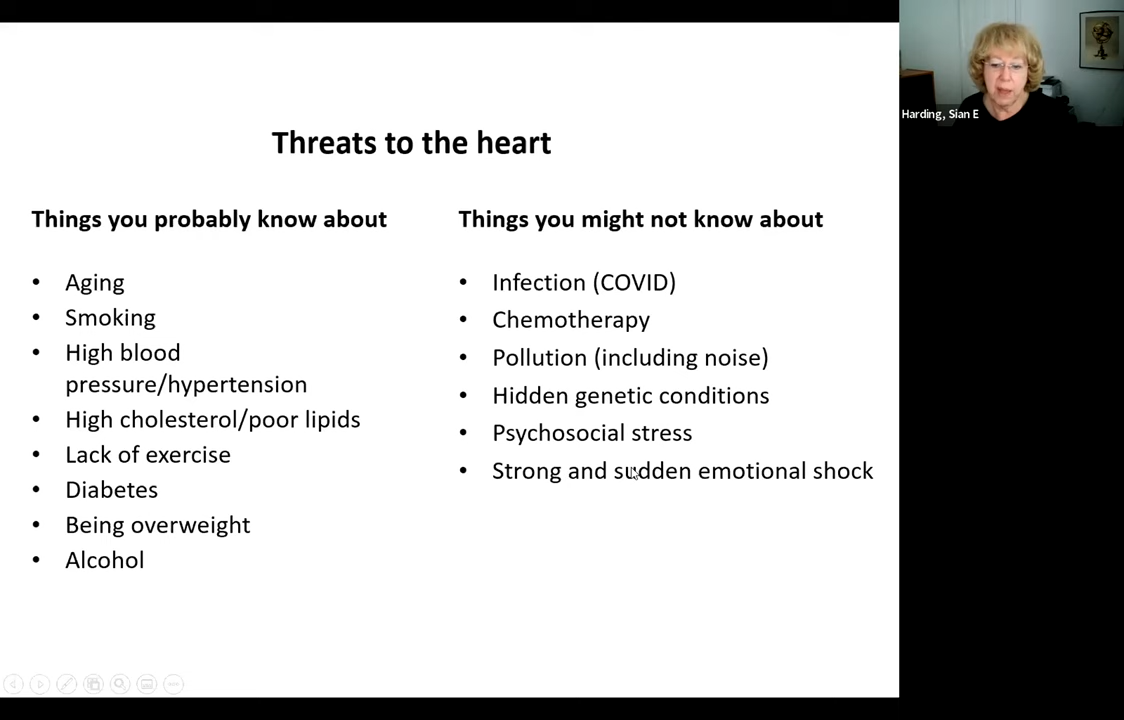 Threats to the heart
Things you probably know about
• Aging
• Smoking
• High blood
pressure/hypertension
• High cholesterol/poor lipids
• Lack of exercise
• Diabetes
• Being overweight
• Alcohol
Things you might not know about
• Infection (COVID)
• Chemotherapy
• Pollution (including noise)
• Hidden genetic conditions
• Psychosocial stress
• Strong and sudden emotional shock
Harding, Sian E